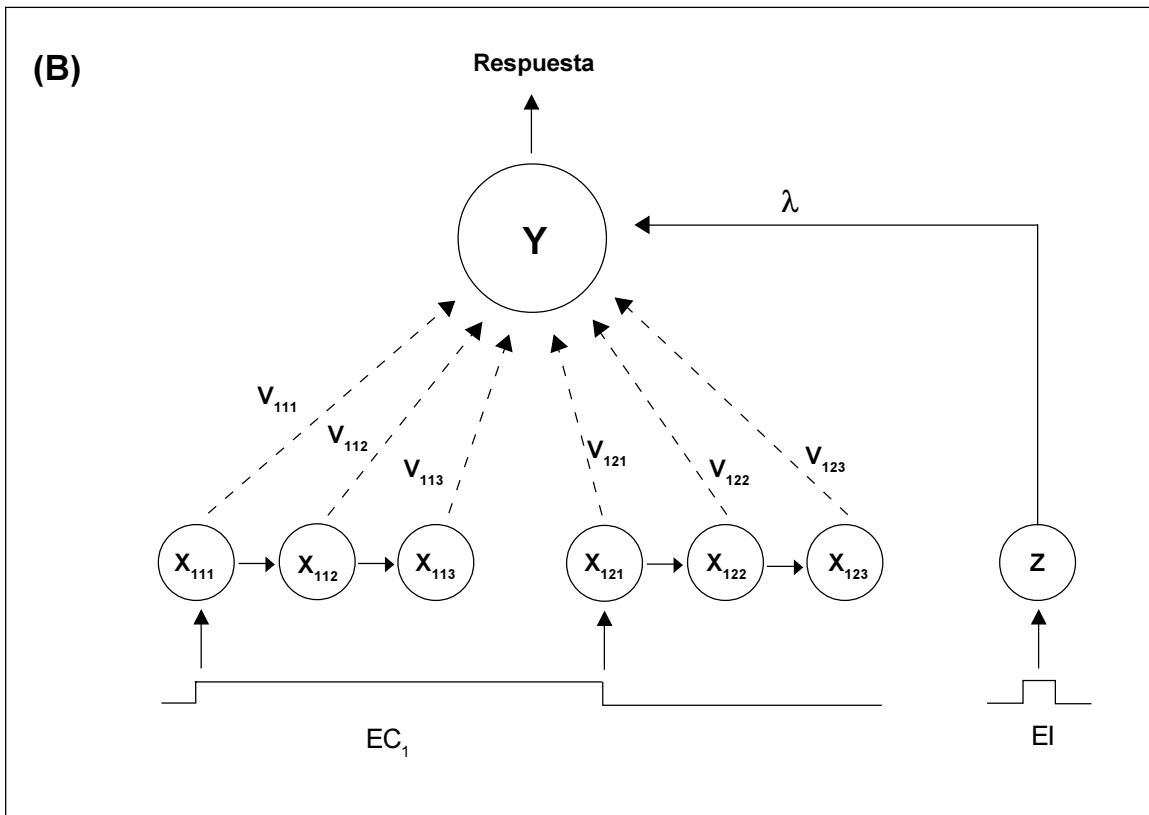 (B)
Respuesta
λ
Y
V111
V112
V113
V121
V122
V123
X111
X112
X113
X121
X122
X123
Z
EC1
EI